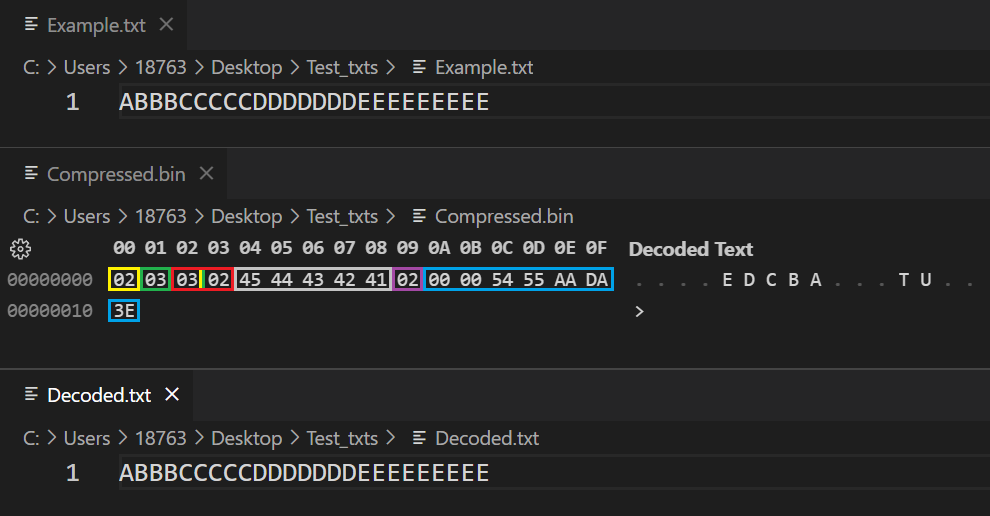 Example.txt
C: > Users > 18763 > Desktop > Test_txts > Example.txt
1 ABBBCCCCCDDDDDDDEEEEEEEEE
Compressed.bin
C: > Users > 18763 > Desktop > Test_txts > Compressed.bin
00 01 02 03 04 05 06 07 08 09 0A 0B 0C 0D 0E 0F Decoded Text
00000000 02 03 03 02 45 44 43 42 41 02 00 00 54 55 AA DA . . . . E D C B A . . . T U . .
00000010 3E >
Decoded.txt
C: > Users > 18763 > Desktop > Test_txts > Decoded.txt
1 ABBBCCCCCDDDDDDDEEEEEEEEE